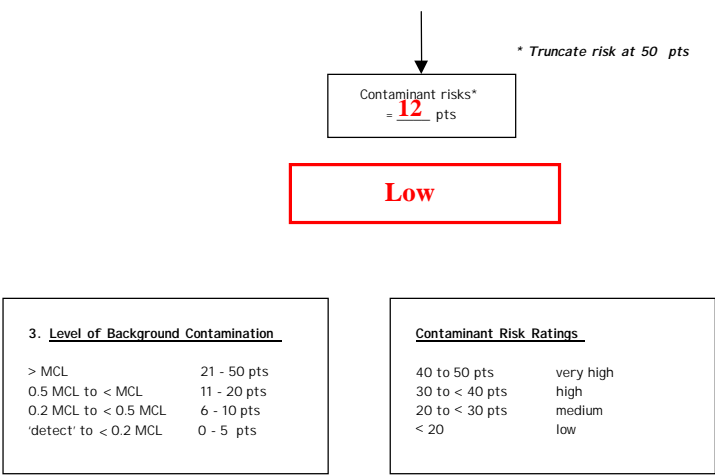 * Truncate risk at 50 pts
Contaminant risks*
= 12 pts
Low
3. Level of Background Contamination
> MCL 21 - 50 pts
0.5 MCL to < MCL 11 - 20 pts
0.2 MCL to < 0.5 MCL 6 - 10 pts
'detect' to < 0.2 MCL 0 - 5 pts
Contaminant Risk Ratings
40 to 50 pts very high
30 to < 40 pts high
20 to < 30 pts medium
< 20 low